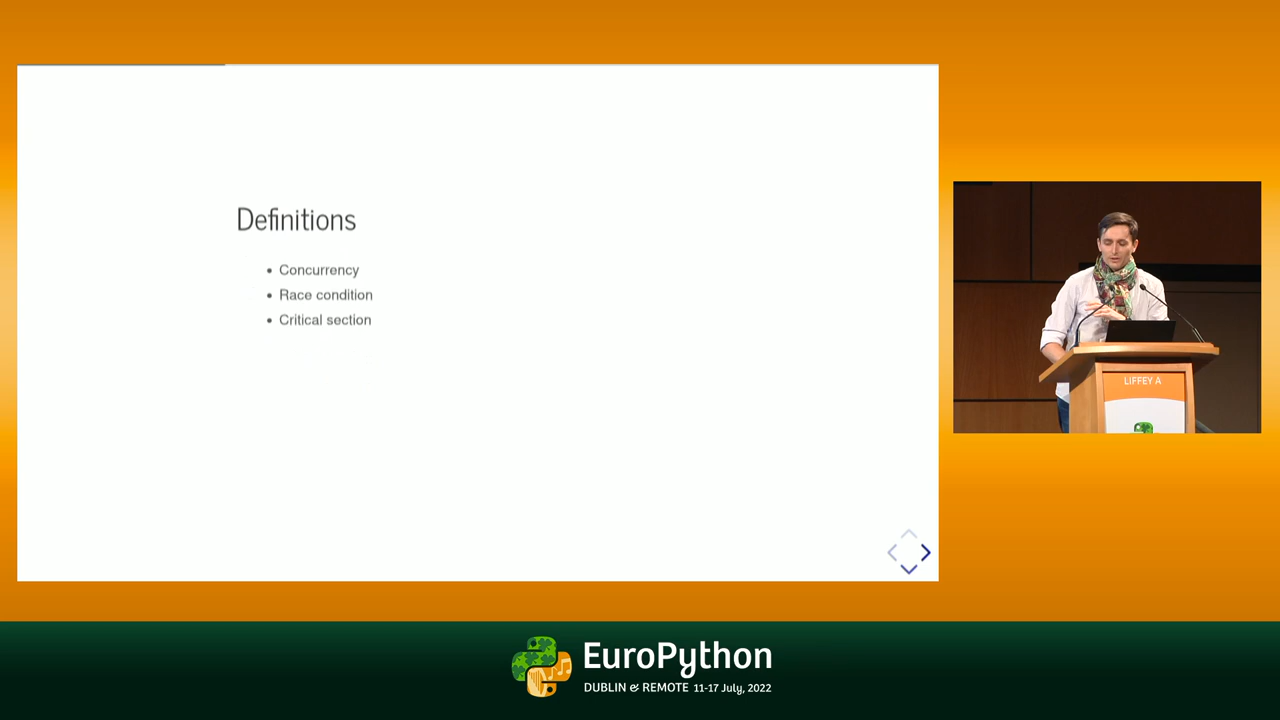 Definitions
• Concurrency
• Race condition
• Critical section
LIFFEY A
EuroPython
DUBLIN & REMOTE 11-17 July, 2022